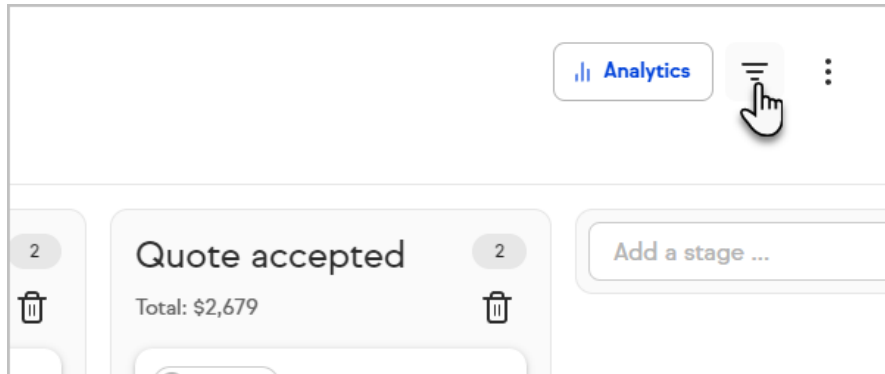 Analytics
2
Quote accepted
2
Add a stage ...
Total: $2,679